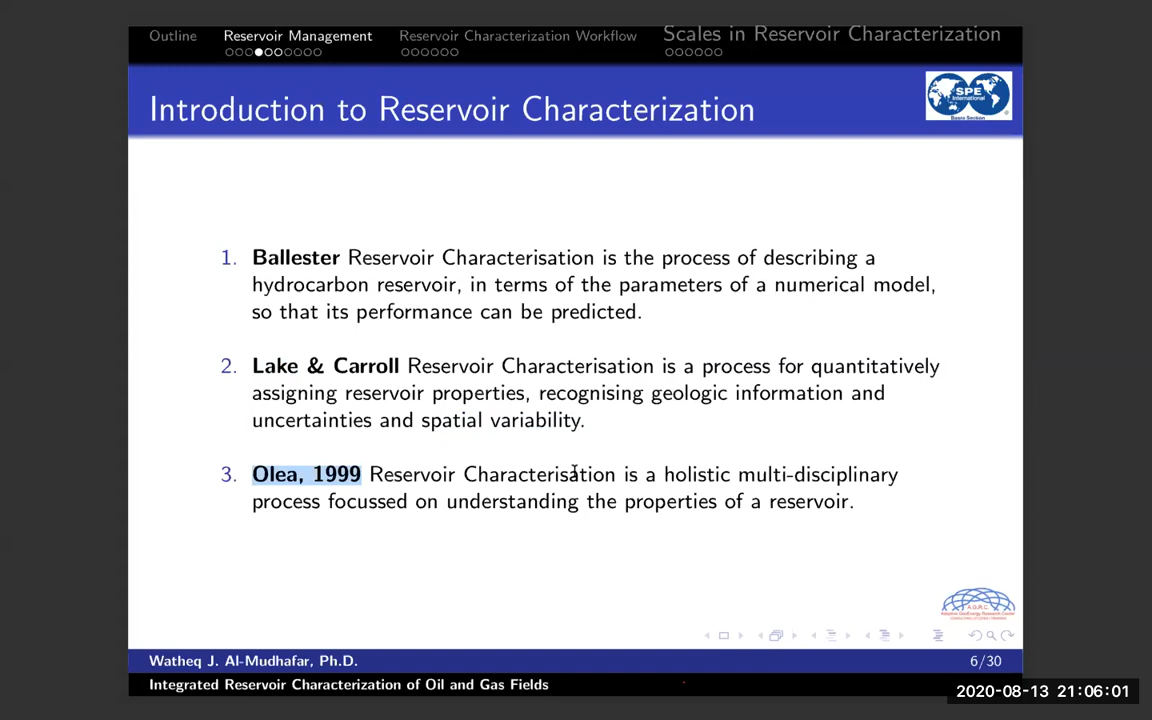 Outline Reservoir Management Reservoir Characterization Workflow Scales in Reservoir Characterization
Introduction to Reservoir Characterization
SPE
International
Basra Section
1. Ballester Reservoir Characterisation is the process of describing a
hydrocarbon reservoir, in terms of the parameters of a numerical model,
so that its performance can be predicted.
2. Lake & Carroll Reservoir Characterisation is a process for quantitatively
assigning reservoir properties, recognising geologic information and
uncertainties and spatial variability.
3. Olea, 1999 Reservoir Characterisation is a holistic multi-disciplinary
process focussed on understanding the properties of a reservoir.
A.G.R.C
Watheq J. Al-Mudhafar, Ph.D. 6/30
Integrated Reservoir Characterization of Oil and Gas Fields
2020-08-13 21:06:01